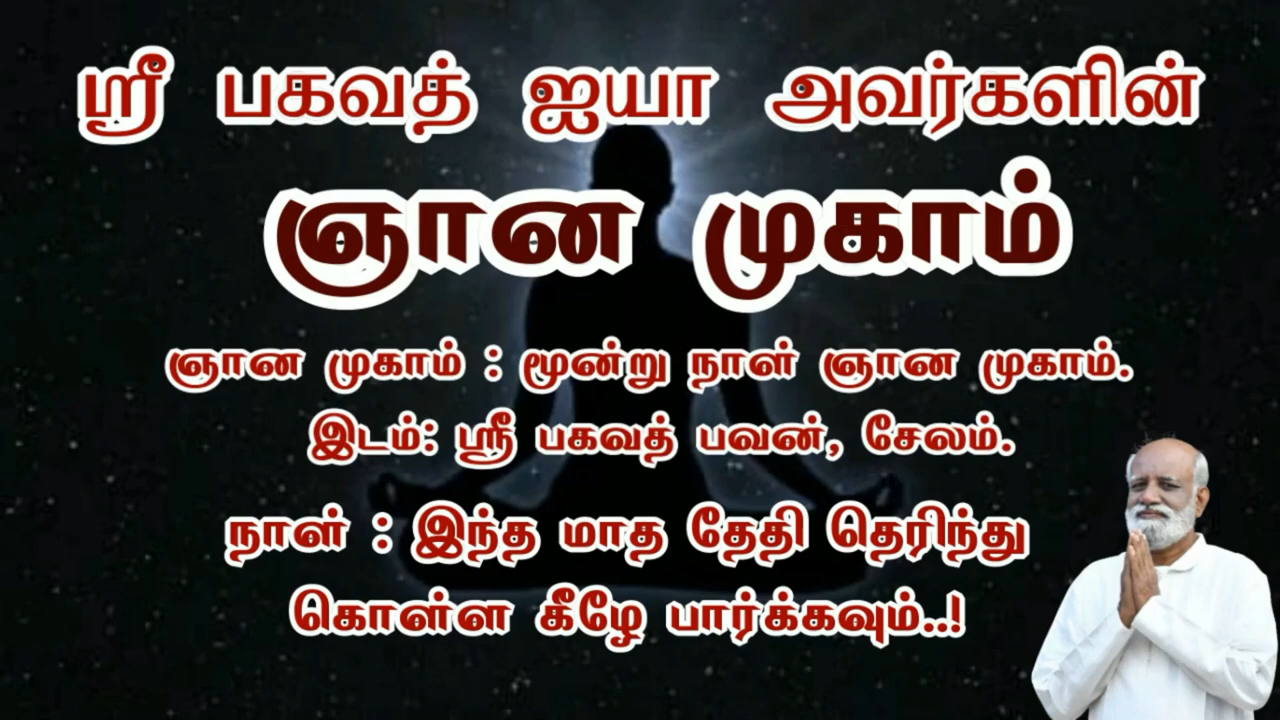 ஸ்ரீ பகவத் ஐயா அவர்களின்
ஞான முகாம்
ஞான முகாம் : மூன்று நாள் ஞான முகாம்.
இடம்: ஸ்ரீ பகவத் பவன், சேலம்.
நாள் : இந்த மாத தேதி தெரிந்து
கொள்ள கீழே பார்க்கவும்..!